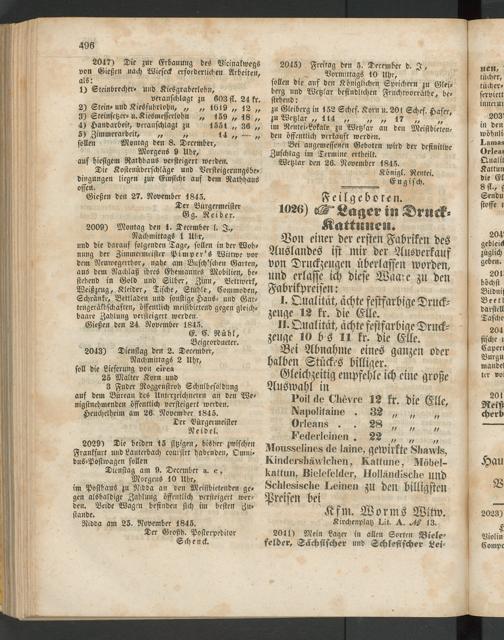 496
2047) Die zur Erbauung des Vicinalwegs
von Gießen nach Wieseck erforderlichen Arbeiten,
als:
1) Steinbrecher- und Kiesgraberlohn,
veranschlagt zu 603 fl. 24 kr.
2) Stein- und Kiesfuhrlohn, „ „ 1619 „ 12 „
3) Steinsetzer- u. Kiesmesserlohn „ „ 159 „ 18 „
4) Handarbeit, veranschlagt zu 1551 „ 36 „
5) Zimmerarbeit, „ „ 14 „ — „
sollen Montag den 8. December,
Morgens 9 Uhr,
auf hiesigem Rathhaus versteigert werden.
Die Kostenüberschläge und Versteigerungsbe-
dingungen liegen zur Einsicht auf dem Rathhaus
offen.
Gießen den 27. November 1845.
Der Bürgermeister
Gg. Reiber.
2009) Montag den 1. December l. J.,
Nachmittags 1 Uhr,
und die darauf folgenden Tage, sollen in der Woh-
nung der Zimmermeister Wimper's Wittwe vor
dem Neuenwegerthor, nahe am Busch'schen Garten,
aus dem Nachlaß ihres Ehemannes Mobilien, be-
stehend in Gold und Silber, Zinn, Bettwerk,
Weißzeug, Kleider, Tische, Stühle, Commoden,
Schränke, Bettladen und sonstige Haus- und Gar-
tengeräthschaften, öffentlich meistbietend gegen gleich-
baare Zahlung versteigert werden.
Gießen den 24. November 1845.
E. C. Rübl,
Beigeordneter.
2043) Dienstag den 2. December,
Nachmittags 2 Uhr,
soll die Lieferung von circa
25 Malter Korn und
3 Fuder Roggenstroh Schulbesoldung
auf dem Büreau des Unterzeichneten an den We-
nigstnehmenden öffentlich versteigert werden.
Heuchelheim am 26. November 1845.
Der Bürgermeister
Reidel.
2029) Die beiden 15 sitzigen, bisher zwischen
Frankfurt und Lauterbach coursirt habenden, Omni-
bus-Postwagen sollen
Dienstag am 9. December a. c.,
Morgens 10 Uhr,
im Posthaus zu Nidda an den Meistbietenden ge-
gen alsbaldige Zahlung öffentlich versteigert wer-
den. Beide Wagen befinden sich im besten Zu-
stande.
Nidda am 25. November 1845.
Der Großh. Posterpeditor
Schenck.
2045) Freitag den 5. December d. J.,
Vormittags 10 Uhr,
sollen die auf den Königlichen Speichern zu Glei-
berg und Wetzlar befindlichen Fruchtvorräthe, be-
stehend:
zu Gleiberg in 152 Schef. Korn u. 201 Schef. Hafer,
zu Wetzlar „ 114 „ „ „ 17 „ „
im Rentei-Lokale zu Wetzlar an den Meistbieten-
den öffentlich verkauft werden.
Bei angemessenen Geboten wird der definitive
Zuschlag im Termine ertheilt.
Wetzlar den 26. November 1845.
Königl. Rentei.
Engisch.
Feilgeboten.
1026) ☞ Lager in Druck-
Kattunen.
Von einer der ersten Fabriken des
Auslandes ist mir der Ausverkauf
von Druckzeugen überlassen worden,
und erlasse ich diese Waare zu den
Fabrikpreisen:
I. Qualität, ächte festfarbige Druck-
zeuge 12 kr. die Elle.
II. Qualität, ächte festfarbige Druck-
zeuge 10 b's 11 kr. die Elle.
Bei Abnahme eines ganzen oder
halben Stückes billiger.
Gleichzeitig empfehle ich eine große
Auswahl in
Poil de Chêvre 12 kr. die Elle,
Napolitaine . 32 „ „ „
Orleans . . 28 „ „ „
Federleinen . 22 „ „ „
Mousselines de laine, gewirkte Shawls,
Kindershäwlchen, Kattune, Möbel-
kattun, Bielefelder, Holländische und
Schlesische Leinen zu den billigsten
Preisen bei
Kfm. Worms Witw.
Kirchenplatz Lit. A. № 13.
2041) Mein Lager in allen Sorten Biele-
felder, Sächsischer und Schlesischer Lei-